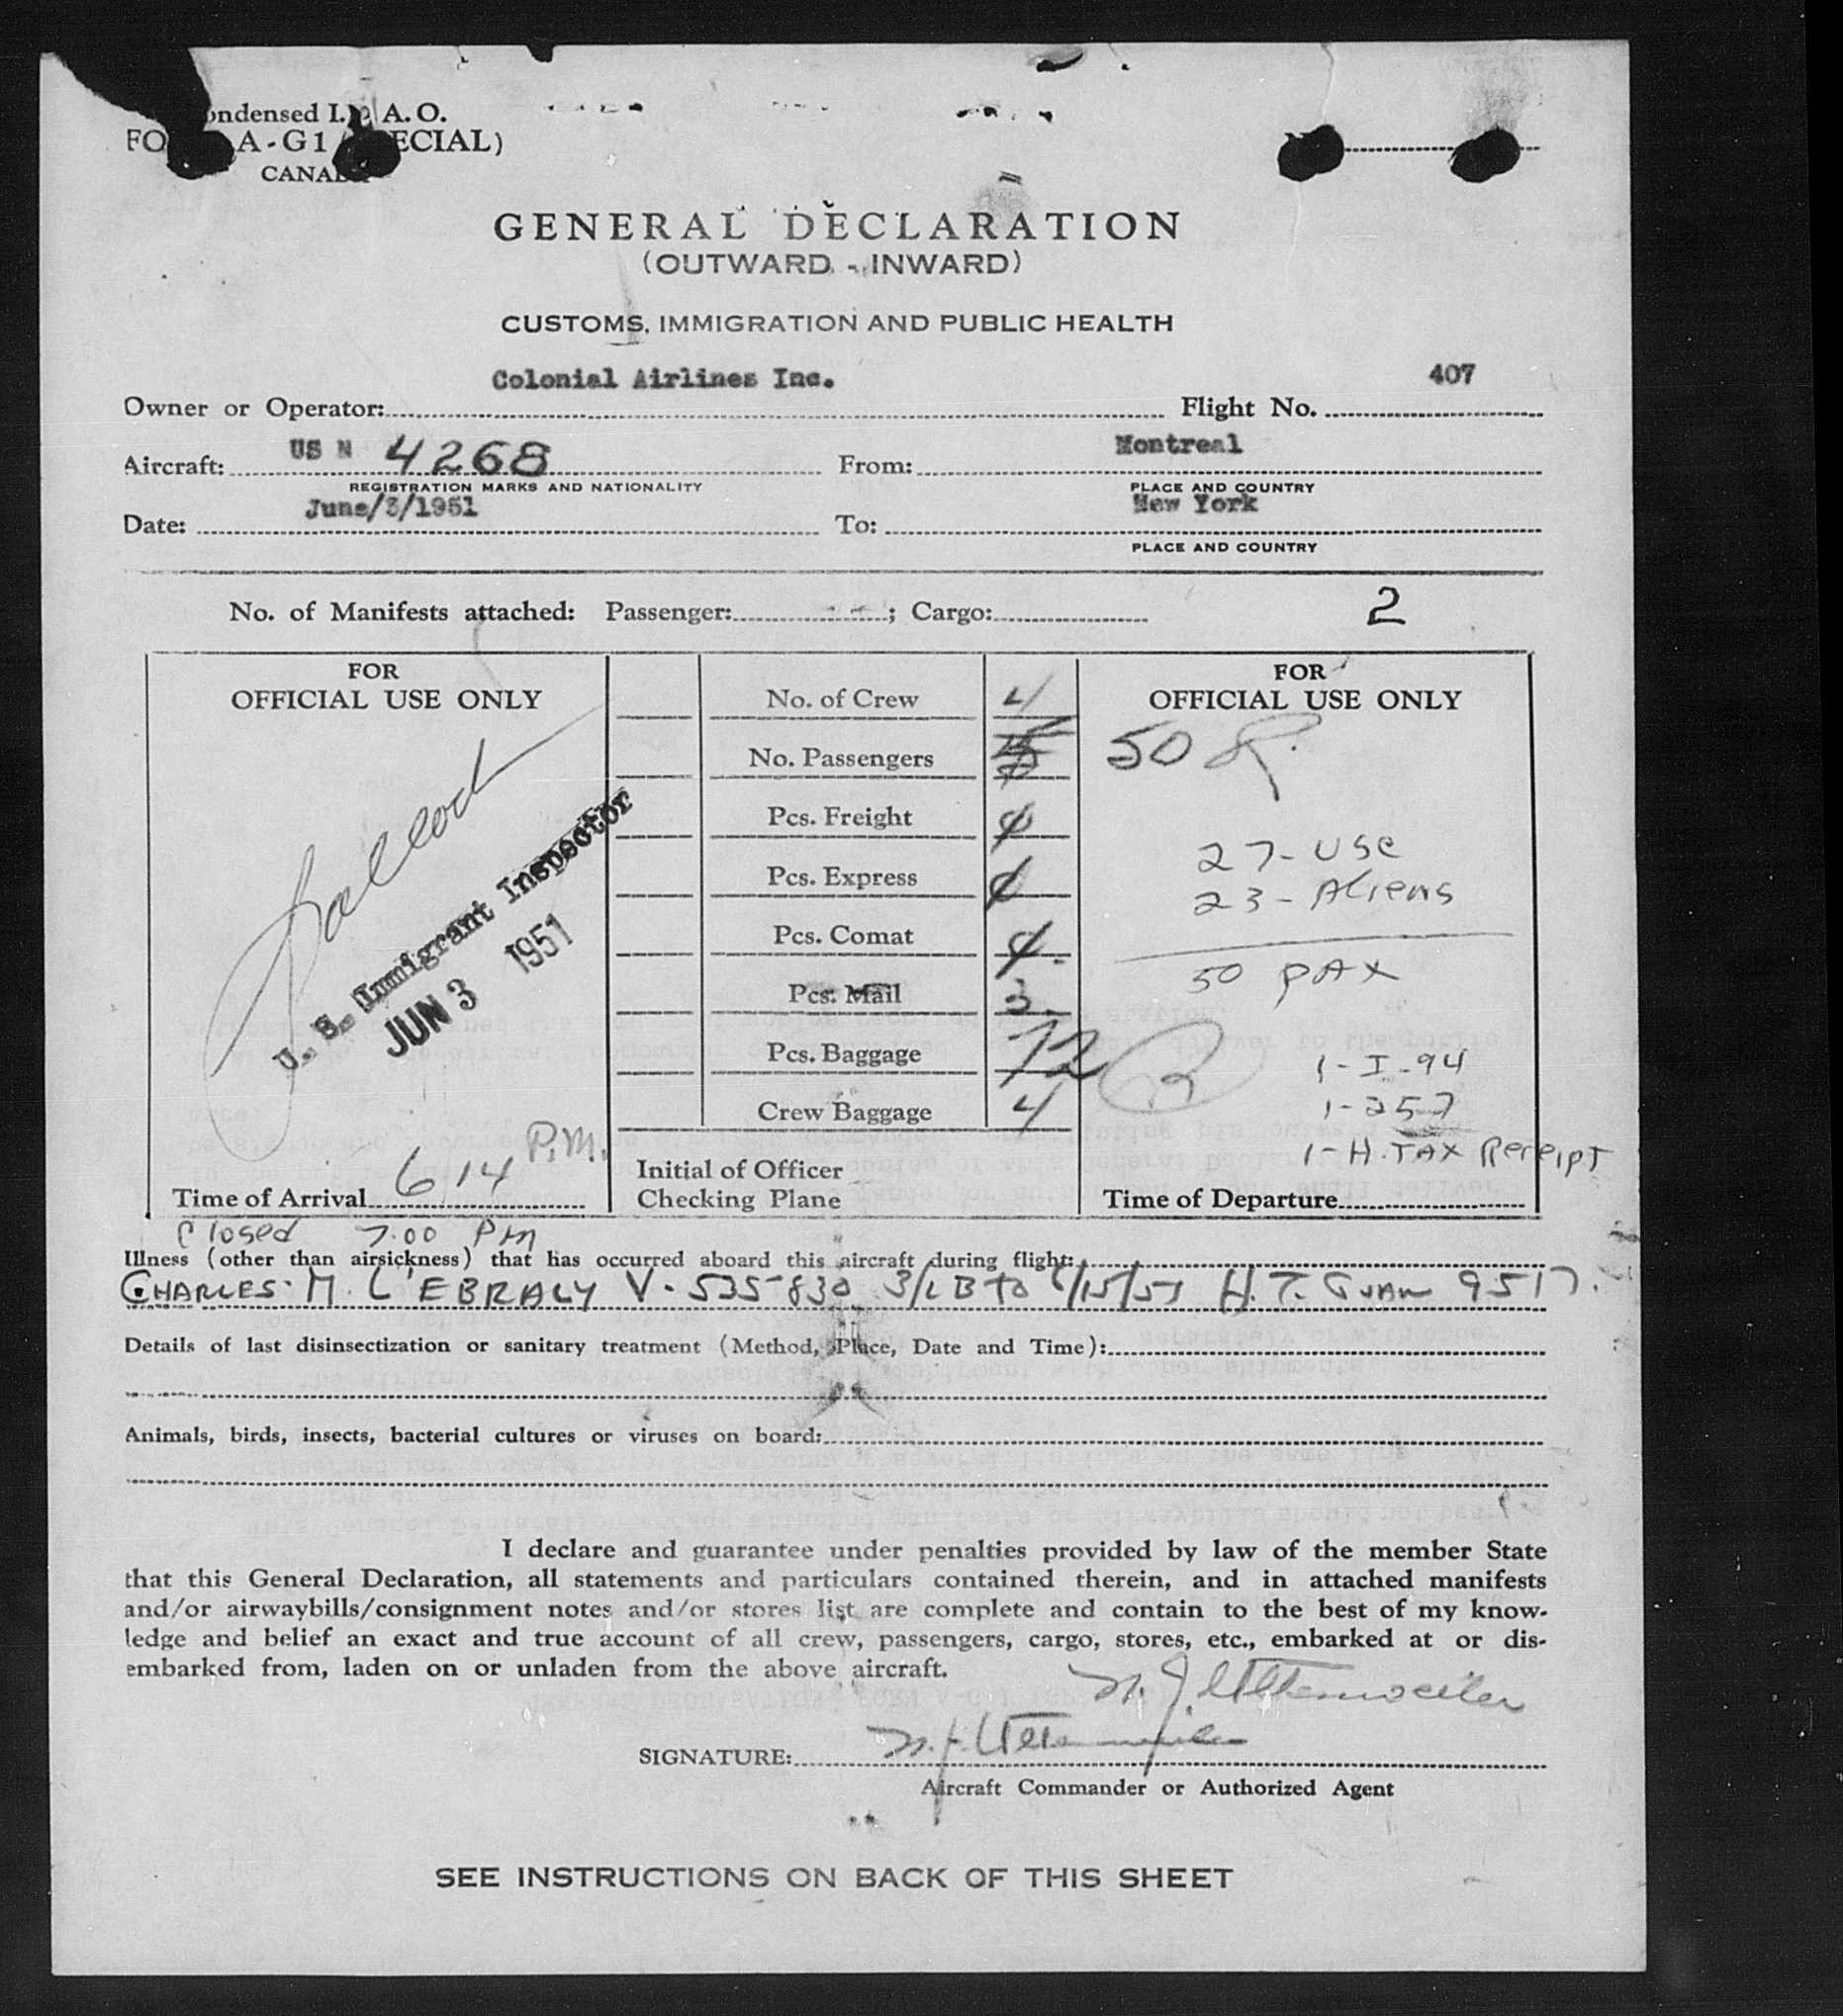 ondensed I. A. O.
FO A-G1 ECIAL)
CANA
GENERAL DECLARATION
(OUTWARD - INWARD)
CUSTOMS, IMMIGRATION AND PUBLIC HEALTH
Owner or Operator: Colonial Airlines Inc. Flight No. 407
Aircraft: US N 4268 From: Montreal
REGISTRATION MARKS AND NATIONALITY PLACE AND COUNTRY
Date: June/3/1951 To: New York
PLACE AND COUNTRY
No. of Manifests attached: Passenger: ; Cargo: 2
FOR
OFFICIAL USE ONLY
U. S. Immigrant Inspector
JUN 3 1951
Time of Arrival 6 14 P.M.
No. of Crew 4
No. Passengers
Pcs. Freight
Pcs. Express
Pcs. Comat
Pcs. Mail 3
Pcs. Baggage 72
Crew Baggage 4
Initial of Officer
Checking Plane
FOR
OFFICIAL USE ONLY
50
27 - USC
23 - Aliens
50 PAX
1 - I - 94
1 - 257
1 - H. TAX Receipt
Time of Departure
Closed 7:00 PM
Illness (other than airsickness) that has occurred aboard this aircraft during flight:
CHARLES M. L'EBRALY V - 535-830
Details of last disinsectization or sanitary treatment (Method, Place, Date and Time):
Animals, birds, insects, bacterial cultures or viruses on board:
I declare and guarantee under penalties provided by law of the member State
that this General Declaration, all statements and particulars contained therein, and in attached manifests
and/or airwaybills/consignment notes and/or stores list are complete and contain to the best of my know-
ledge and belief an exact and true account of all crew, passengers, cargo, stores, etc., embarked at or dis-
embarked from, laden on or unladen from the above aircraft.
SIGNATURE:
Aircraft Commander or Authorized Agent
SEE INSTRUCTIONS ON BACK OF THIS SHEET